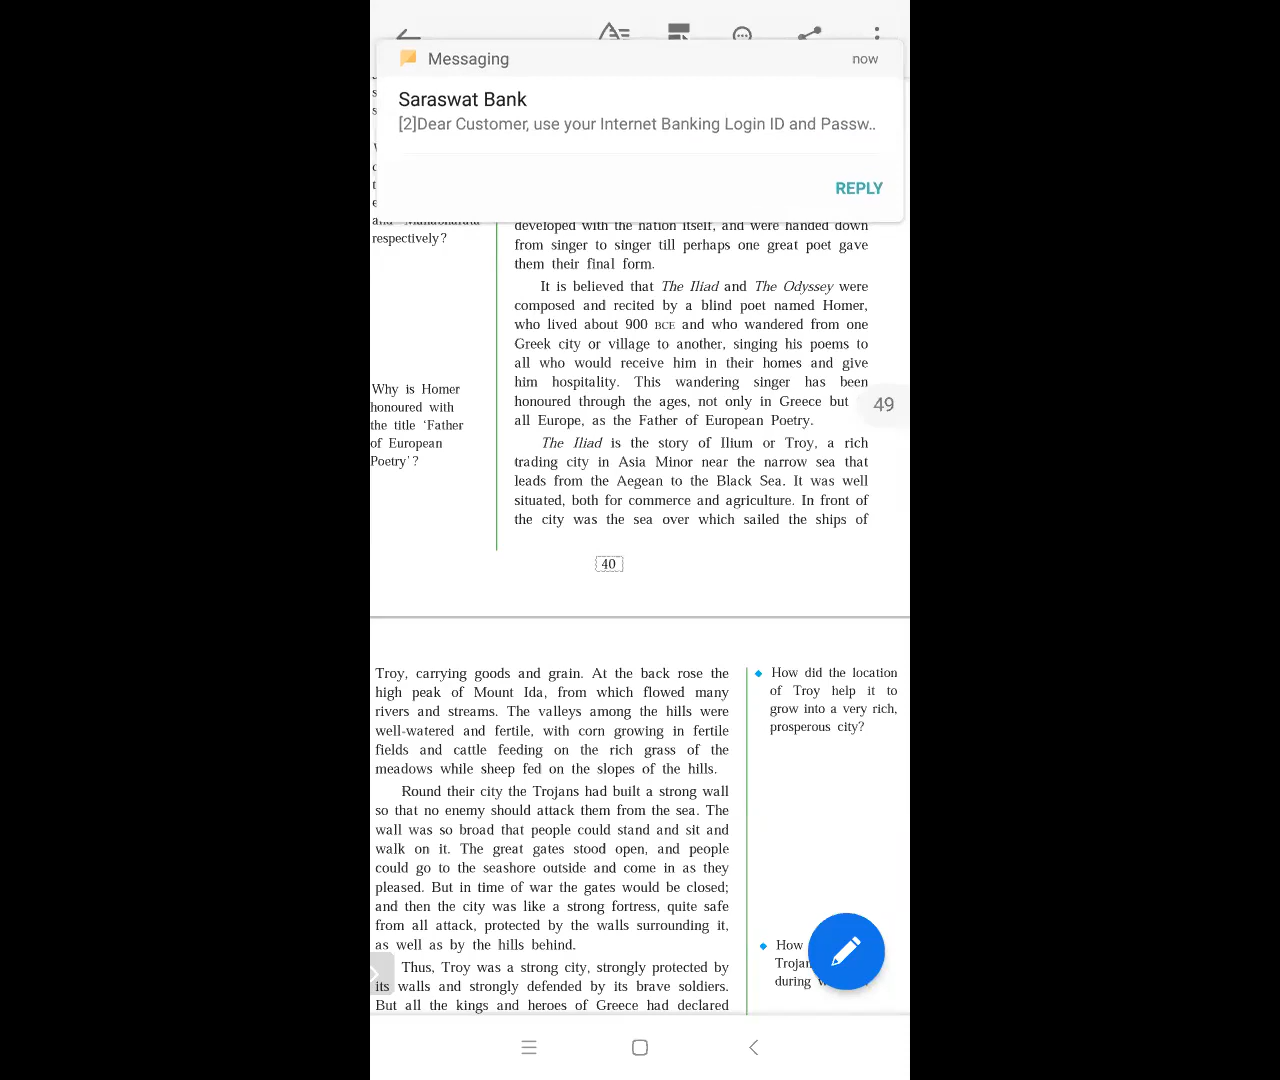 Messaging
now
Saraswat Bank
[2]Dear Customer, use your Internet Banking Login ID and Passw..
REPLY
respectively?
developed with the nation itself, and were handed down
from singer to singer till perhaps one great poet gave
them their final form.
It is believed that The Iliad and The Odyssey were
composed and recited by a blind poet named Homer,
who lived about 900 BCE and who wandered from one
Greek city or village to another, singing his poems to
all who would receive him in their homes and give
him hospitality. This wandering singer has been
honoured through the ages, not only in Greece but
all Europe, as the Father of European Poetry.
49
Why is Homer
honoured with
the title ‘Father
of European
Poetry’?
The Iliad is the story of Ilium or Troy, a rich
trading city in Asia Minor near the narrow sea that
leads from the Aegean to the Black Sea. It was well
situated, both for commerce and agriculture. In front of
the city was the sea over which sailed the ships of
40
Troy, carrying goods and grain. At the back rose the
high peak of Mount Ida, from which flowed many
rivers and streams. The valleys among the hills were
well-watered and fertile, with corn growing in fertile
fields and cattle feeding on the rich grass of the
meadows while sheep fed on the slopes of the hills.
How did the location
of Troy help it to
grow into a very rich,
prosperous city?
Round their city the Trojans had built a strong wall
so that no enemy should attack them from the sea. The
wall was so broad that people could stand and sit and
walk on it. The great gates stood open, and people
could go to the seashore outside and come in as they
pleased. But in time of war the gates would be closed;
and then the city was like a strong fortress, quite safe
from all attack, protected by the walls surrounding it,
as well as by the hills behind.
How
during
Thus, Troy was a strong city, strongly protected by
its walls and strongly defended by its brave soldiers.
But all the kings and heroes of Greece had declared